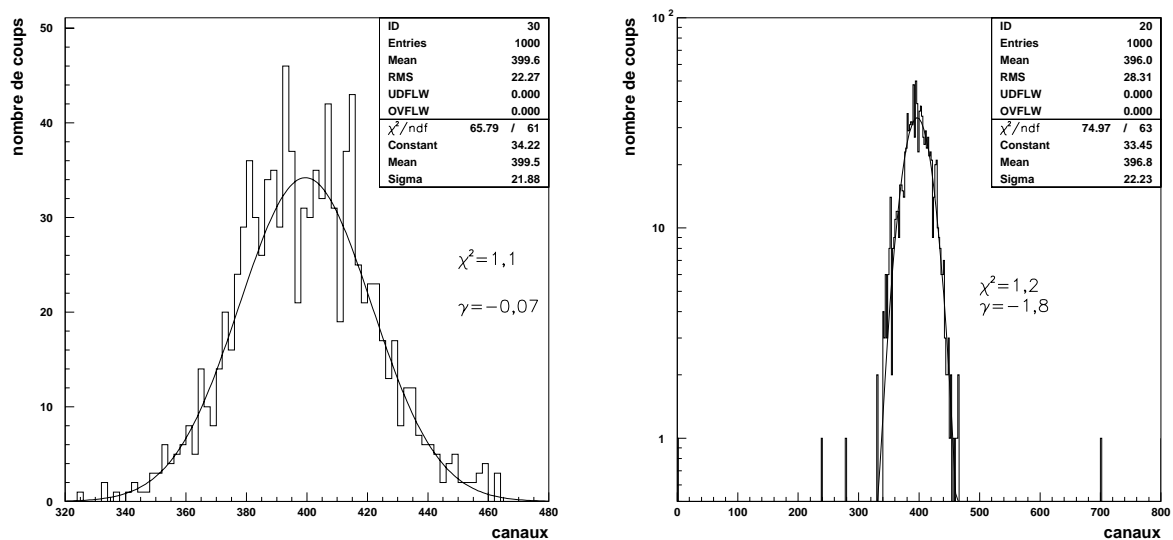 nombre de coups
ID 30
Entries 1000
Mean 399.6
RMS 22.27
UDFLW 0.000
OVFLW 0.000
χ²/ndf 65.79 / 61
Constant 34.22
Mean 399.5
Sigma 21.88
χ²=1,1
γ=−0,07
50
40
30
20
10
0
320 340 360 380 400 420 440 460 480
canaux
nombre de coups
ID 20
Entries 1000
Mean 396.0
RMS 28.31
UDFLW 0.000
OVFLW 0.000
χ²/ndf 74.97 / 63
Constant 33.45
Mean 396.8
Sigma 22.23
χ²=1,2
γ=−1,8
10²
10
1
0 100 200 300 400 500 600 700 800
canaux